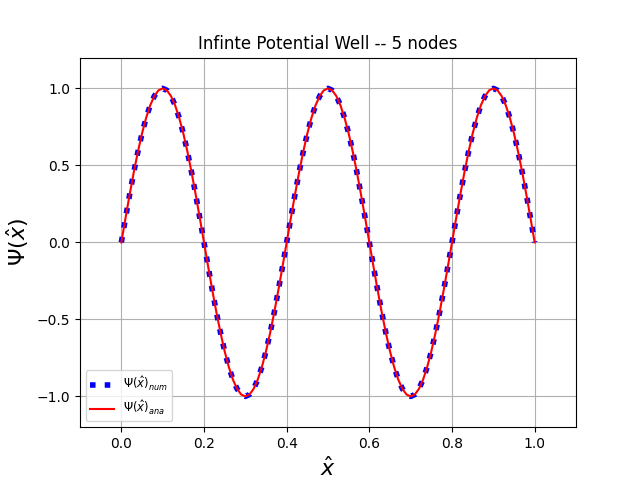 Infinte Potential Well -- 5 nodes
Ψ(x̂)
1.0
0.5
0.0
−0.5
−1.0
Ψ(x̂)num
Ψ(x̂)ana
0.0 0.2 0.4 0.6 0.8 1.0
x̂